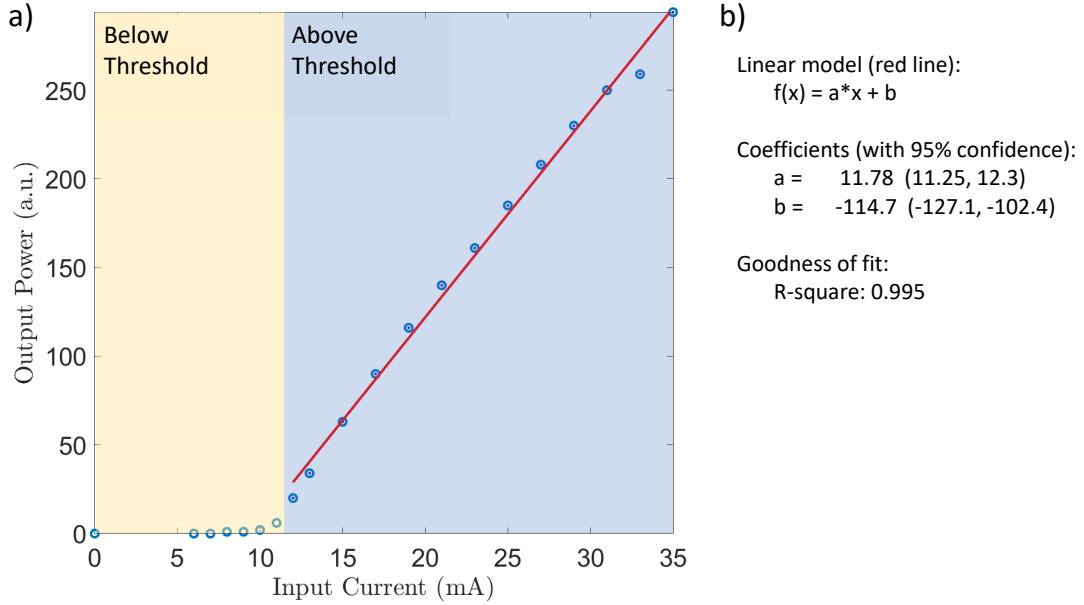 a)
Below
Threshold
Above
Threshold
250
200
150
100
50
0
Output Power (a.u.)
0 5 10 15 20 25 30 35
Input Current (mA)
b)
Linear model (red line):
f(x) = a*x + b
Coefficients (with 95% confidence):
a = 11.78 (11.25, 12.3)
b = -114.7 (-127.1, -102.4)
Goodness of fit:
R-square: 0.995